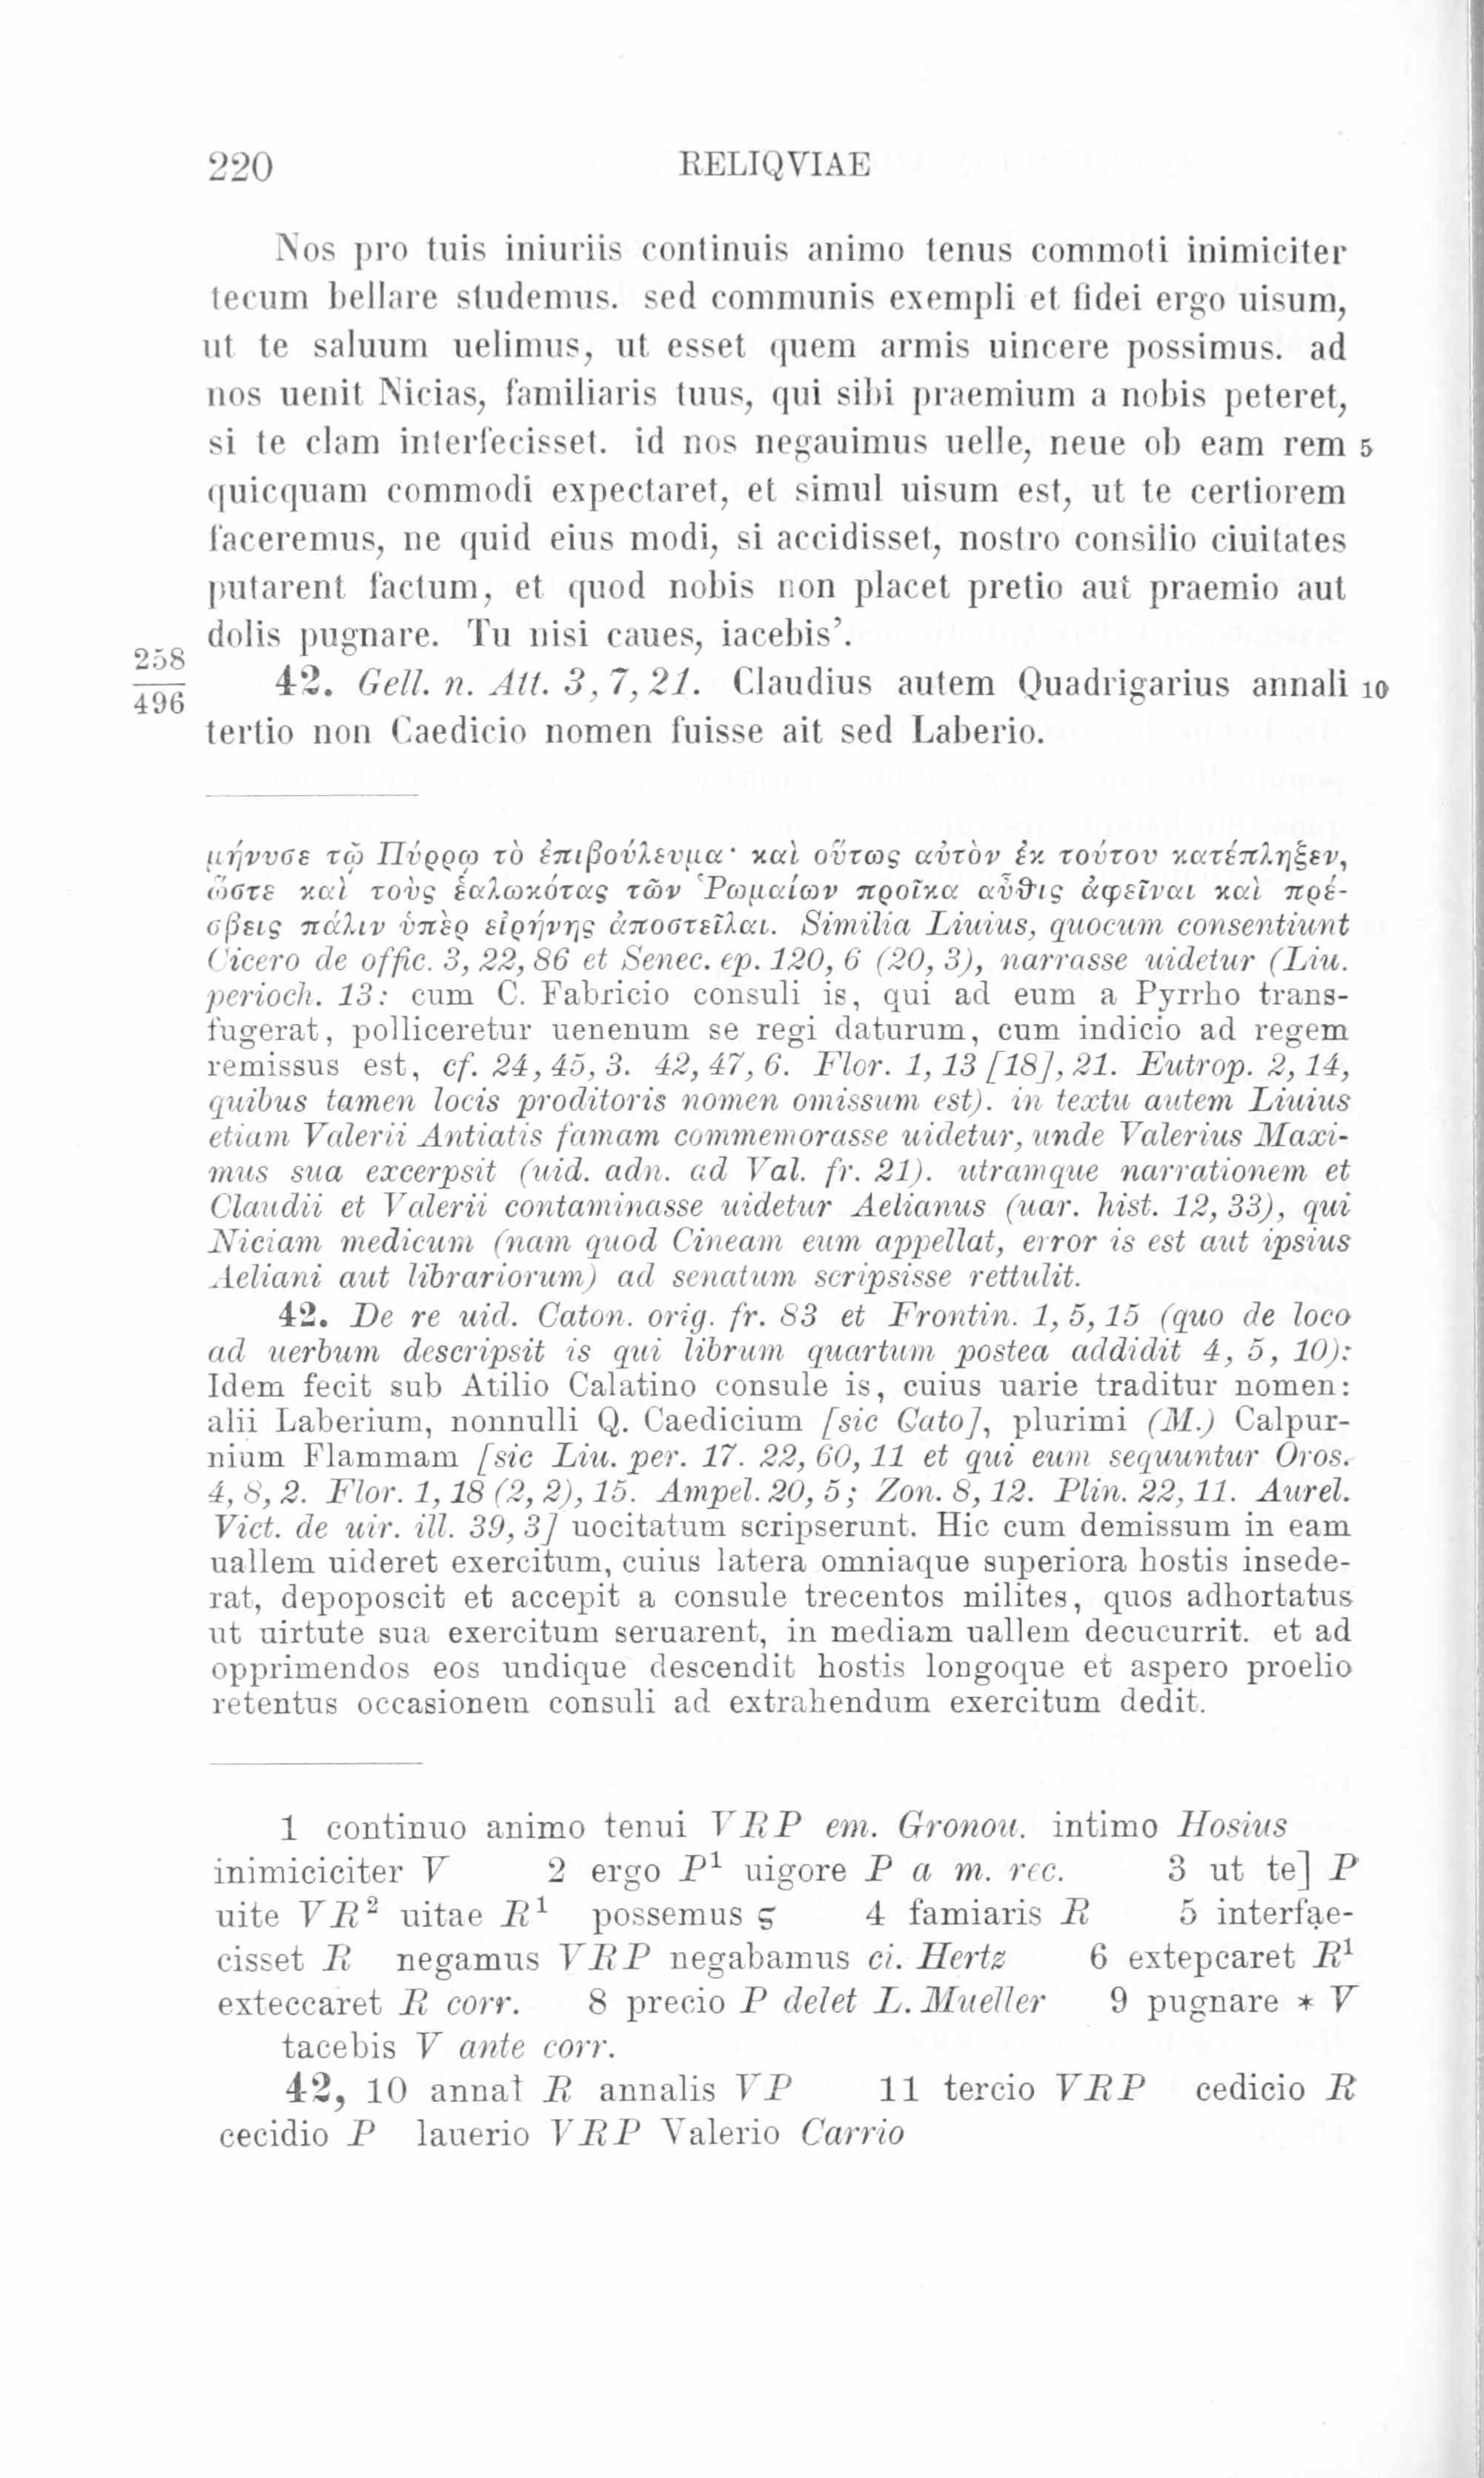 220 RELIQVIAE
Nos pro tuis iniuriis continuis animo tenus commoti inimiciter
tecum bellare studemus. sed communis exempli et fidei ergo uisum,
ut te saluum uelimus, ut esset quem armis uincere possimus. ad
nos uenit Nicias, familiaris tuus, qui sibi praemium a nobis peteret,
si te clam interfecisset. id nos negauimus uelle, neue ob eam rem 5
quicquam commodi expectaret, et simul uisum est, ut te certiorem
faceremus, ne quid eius modi, si accidisset, nostro consilio ciuitates
putarent factum, et quod nobis non placet pretio aut praemio aut
dolis pugnare. Tu nisi caues, iacebis’.
258
496
42. Gell. n. Att. 3, 7, 21. Claudius autem Quadrigarius annali 10
tertio non Caedicio nomen fuisse ait sed Laberio.
μήνυσε τῷ Πύρρῳ τὸ ἐπιβούλευμα· καὶ οὕτως αὐτὸν ἐκ τούτου κατέπληξεν,
ὥστε καὶ τοὺς ἑαλωκότας τῶν Ῥωμαίων προῖκα αὖθις ἀφεῖναι καὶ πρέ-
σβεις πάλιν ὑπὲρ εἰρήνης ἀποστεῖλαι. Similia Liuius, quocum consentiunt
Cicero de offic. 3, 22, 86 et Senec. ep. 120, 6 (20, 3), narrasse uidetur (Liu.
perioch. 13: cum C. Fabricio consuli is, qui ad eum a Pyrrho trans-
fugerat, polliceretur uenenum se regi daturum, cum indicio ad regem
remissus est, cf. 24, 45, 3. 42, 47, 6. Flor. 1, 13 [18], 21. Eutrop. 2, 14,
quibus tamen locis proditoris nomen omissum est). in textu autem Liuius
etiam Valerii Antiatis famam commemorasse uidetur, unde Valerius Maxi-
mus sua excerpsit (uid. adn. ad Val. fr. 21). utramque narrationem et
Claudii et Valerii contaminasse uidetur Aelianus (uar. hist. 12, 33), qui
Niciam medicum (nam quod Cineam eum appellat, error is est aut ipsius
Aeliani aut librariorum) ad senatum scripsisse rettulit.
42. De re uid. Caton. orig. fr. 83 et Frontin. 1, 5, 15 (quo de loco
ad uerbum descripsit is qui librum quartum postea addidit 4, 5, 10):
Idem fecit sub Atilio Calatino consule is, cuius uarie traditur nomen:
alii Laberium, nonnulli Q. Caedicium [sic Cato], plurimi (M.) Calpur-
nium Flammam [sic Liu. per. 17. 22, 60, 11 et qui eum sequuntur Oros.
4, 8, 2. Flor. 1, 18 (2, 2), 15. Ampel. 20, 5; Zon. 8, 12. Plin. 22, 11. Aurel.
Vict. de uir. ill. 39, 3] uocitatum scripserunt. Hic cum demissum in eam
uallem uideret exercitum, cuius latera omniaque superiora hostis insede-
rat, depoposcit et accepit a consule trecentos milites, quos adhortatus
ut uirtute sua exercitum seruarent, in mediam uallem decucurrit. et ad
opprimendos eos undique descendit hostis longoque et aspero proelio
retentus occasionem consuli ad extrahendum exercitum dedit.
1 continuo animo tenui VRP em. Gronou. intimo Hosius
inimiciciter V 2 ergo P¹ uigore P a m. rec. 3 ut te] P
uite VR² uitae R¹ possemus ς 4 famiaris R 5 interfạe-
cisset R negamus VRP negabamus ci. Hertz 6 extepcaret R¹
exteccaret R corr. 8 precio P delet L. Mueller 9 pugnare * V
tacebis V ante corr.
42, 10 annał R annalis VP 11 tercio VRP cedicio R
cecidio P lauerio VRP Valerio Carrio